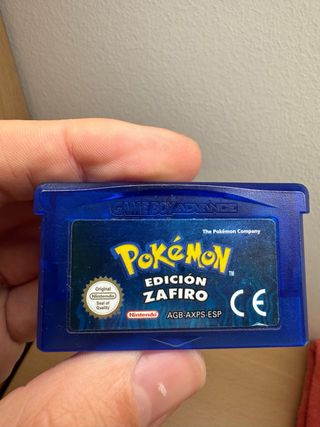 GAME BOY ADVANCE
The Pokémon Company
POKéMON
™
EDICIÓN
ZAFIRO
Original
Nintendo
Seal of
Quality
Nintendo
AGB-AXPS-ESP
CE